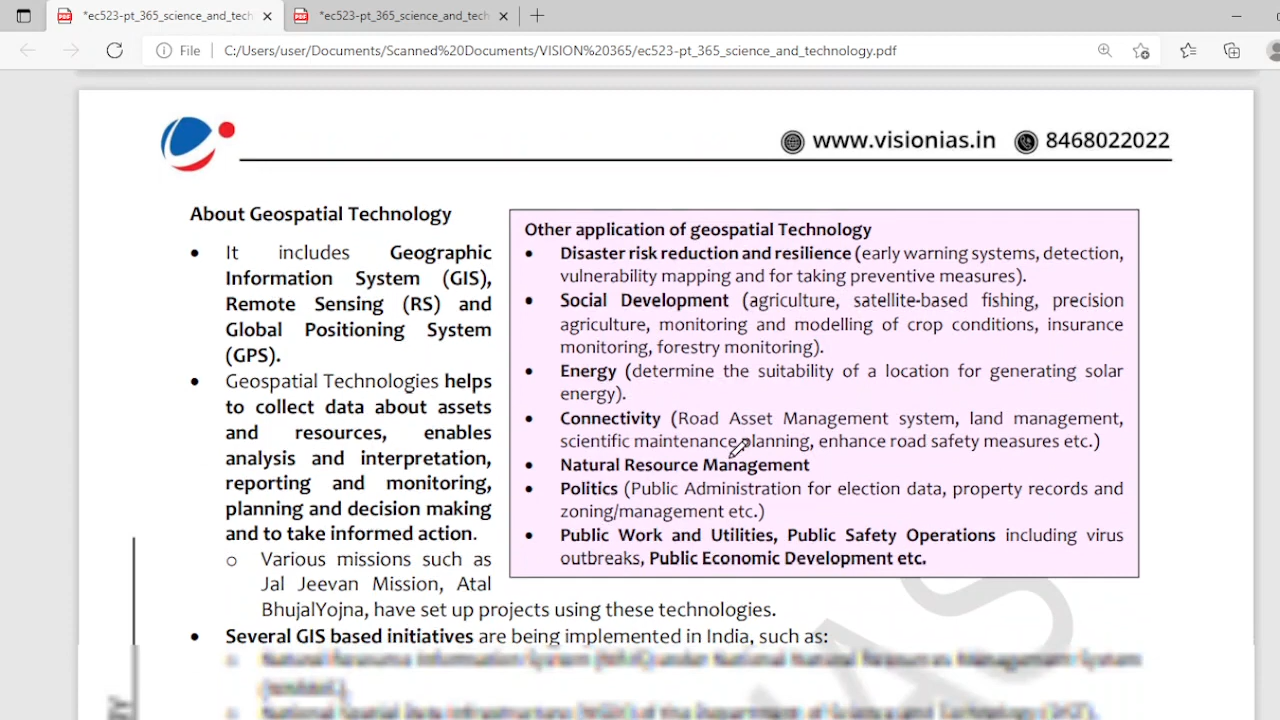 *ec523-pt_365_science_and_tech
*ec523-pt_365_science_and_tech
File
C:/Users/user/Documents/Scanned%20Documents/VISION%20365/ec523-pt_365_science_and_technology.pdf
www.visionias.in 8468022022
About Geospatial Technology
• It includes Geographic
Information System (GIS),
Remote Sensing (RS) and
Global Positioning System
(GPS).
• Geospatial Technologies helps
to collect data about assets
and resources, enables
analysis and interpretation,
reporting and monitoring,
planning and decision making
and to take informed action.
o Various missions such as
Jal Jeevan Mission, Atal
BhujalYojna, have set up projects using these technologies.
Other application of geospatial Technology
• Disaster risk reduction and resilience (early warning systems, detection,
vulnerability mapping and for taking preventive measures).
• Social Development (agriculture, satellite-based fishing, precision
agriculture, monitoring and modelling of crop conditions, insurance
monitoring, forestry monitoring).
• Energy (determine the suitability of a location for generating solar
energy).
• Connectivity (Road Asset Management system, land management,
scientific maintenance planning, enhance road safety measures etc.)
• Natural Resource Management
• Politics (Public Administration for election data, property records and
zoning/management etc.)
• Public Work and Utilities, Public Safety Operations including virus
outbreaks, Public Economic Development etc.
• Several GIS based initiatives are being implemented in India, such as: